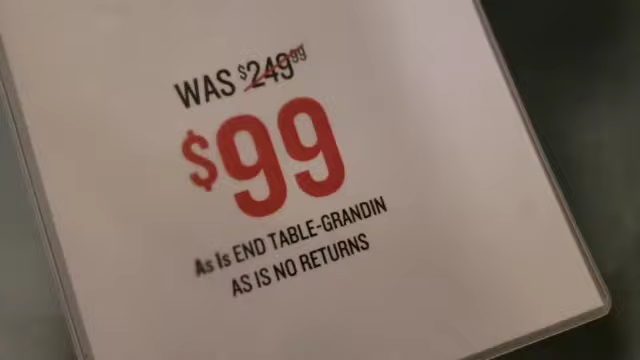 WAS $249.99
$99
As Is END TABLE-GRANDIN
AS IS NO RETURNS